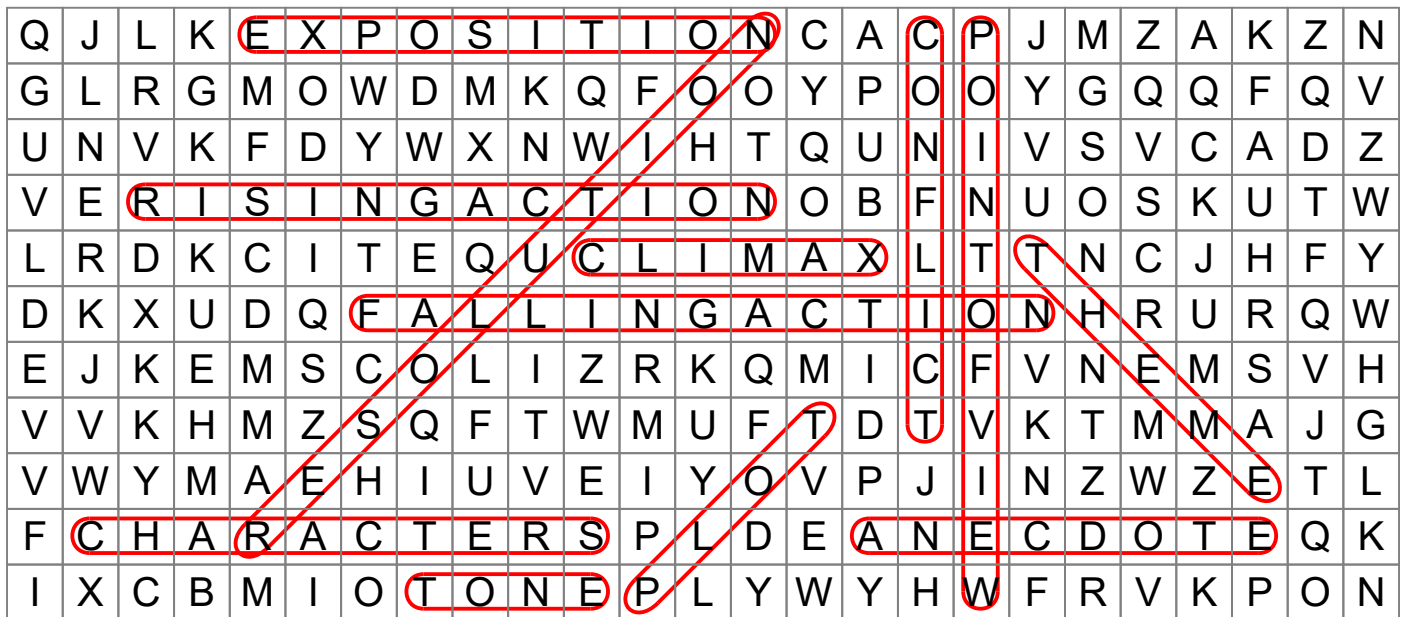 Q J L K E X P O S I T I O N C A C P J M Z A K Z N
G L R G M O W D M K Q F O O Y P O O Y G Q Q F Q V
U N V K F D Y W X N W I H T Q U N I V S V C A D Z
V E R I S I N G A C T I O N O B F N U O S K U T W
L R D K C I T E Q U C L I M A X L T T N C J H F Y
D K X U D Q F A L L I N G A C T I O N H R U R Q W
E J K E M S C O L I Z R K Q M I C F V N E M S V H
V V K H M Z S Q F T W M U F T D T V K T M M A J G
V W Y M A E H I U V E I Y O V P J I N Z W Z E T L
F C H A R A C T E R S P L D E A N E C D O T E Q K
I X C B M I O T O N E P L Y W Y H W F R V K P O N